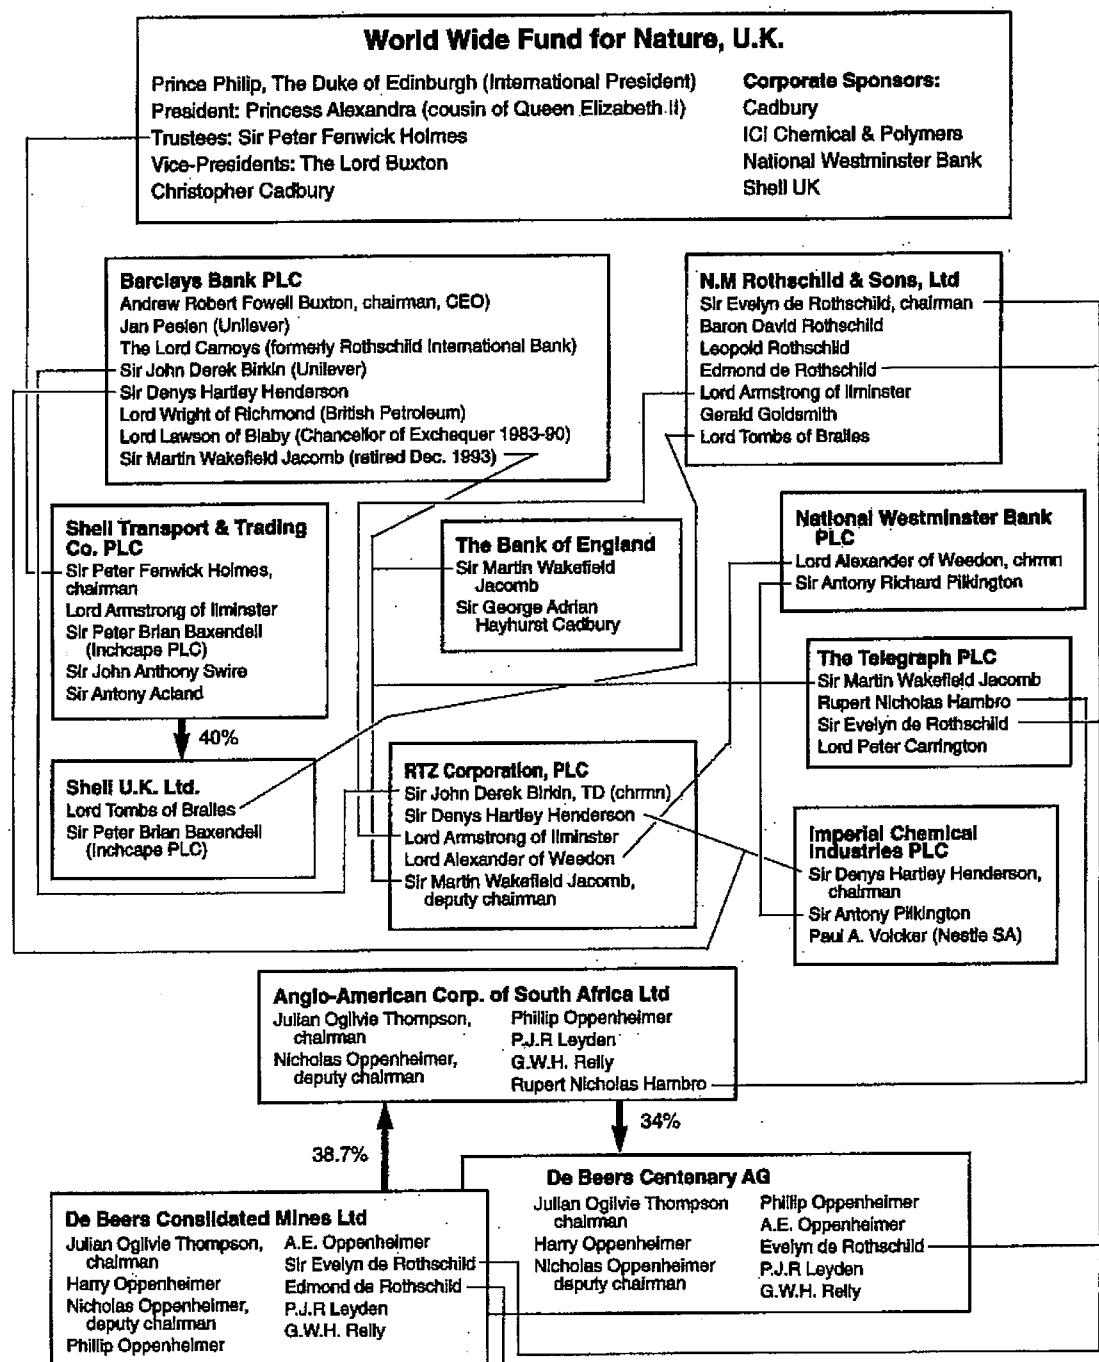 World Wide Fund for Nature, U.K.
Prince Philip, The Duke of Edinburgh (International President)
President: Princess Alexandra (cousin of Queen Elizabeth II)
Trustees: Sir Peter Fenwick Holmes
Vice-Presidents: The Lord Buxton
Christopher Cadbury
Corporate Sponsors:
Cadbury
ICI Chemical & Polymers
National Westminster Bank
Shell UK
Barclays Bank PLC
Andrew Robert Fowell Buxton, chairman, CEO)
Jan Peelen (Unilever)
The Lord Camoys (formerly Rothschild International Bank)
Sir John Derek Birkin (Unilever)
Sir Denys Hartley Henderson
Lord Wright of Richmond (British Petroleum)
Lord Lawson of Blaby (Chancellor of Exchequer 1983-90)
Sir Martin Wakefield Jacomb (retired Dec. 1993)
N.M Rothschild & Sons, Ltd
Sir Evelyn de Rothschild, chairman
Baron David Rothschild
Leopold Rothschild
Edmond de Rothschild
Lord Armstrong of Ilminster
Gerald Goldsmith
Lord Tombs of Brailes
Shell Transport & Trading
Co. PLC
Sir Peter Fenwick Holmes,
chairman
Lord Armstrong of Ilminster
Sir Peter Brian Baxendell
(Inchcape PLC)
Sir John Anthony Swire
Sir Antony Acland
The Bank of England
Sir Martin Wakefield
Jacomb
Sir George Adrian
Hayhurst Cadbury
National Westminster Bank
PLC
Lord Alexander of Weedon, chrmn
Sir Antony Richard Pilkington
The Telegraph PLC
Sir Martin Wakefield Jacomb
Rupert Nicholas Hambro
Sir Evelyn de Rothschild
Lord Peter Carrington
40%
Shell U.K. Ltd.
Lord Tombs of Brailes
Sir Peter Brian Baxendell
(Inchcape PLC)
RTZ Corporation, PLC
Sir John Derek Birkin, TD (chrmn)
Sir Denys Hartley Henderson
Lord Armstrong of Ilminster
Lord Alexander of Weedon
Sir Martin Wakefield Jacomb,
deputy chairman
Imperial Chemical
Industries PLC
Sir Denys Hartley Henderson,
chairman
Sir Antony Pilkington
Paul A. Volcker (Nestle SA)
Anglo-American Corp. of South Africa Ltd
Julian Ogilvie Thompson,
chairman
Nicholas Oppenheimer,
deputy chairman
Phillip Oppenheimer
P.J.R Leyden
G.W.H. Relly
Rupert Nicholas Hambro
38.7%
34%
De Beers Centenary AG
Julian Ogilvie Thompson
chairman
Harry Oppenheimer
Nicholas Oppenheimer
deputy chairman
Phillip Oppenheimer
A.E. Oppenheimer
Evelyn de Rothschild
P.J.R Leyden
G.W.H. Relly
De Beers Conslidated Mines Ltd
Julian Ogilvie Thompson,
chairman
Harry Oppenheimer
Nicholas Oppenheimer,
deputy chairman
Phillip Oppenheimer
A.E. Oppenheimer
Sir Evelyn de Rothschild
Edmond de Rothschild
P.J.R Leyden
G.W.H. Relly